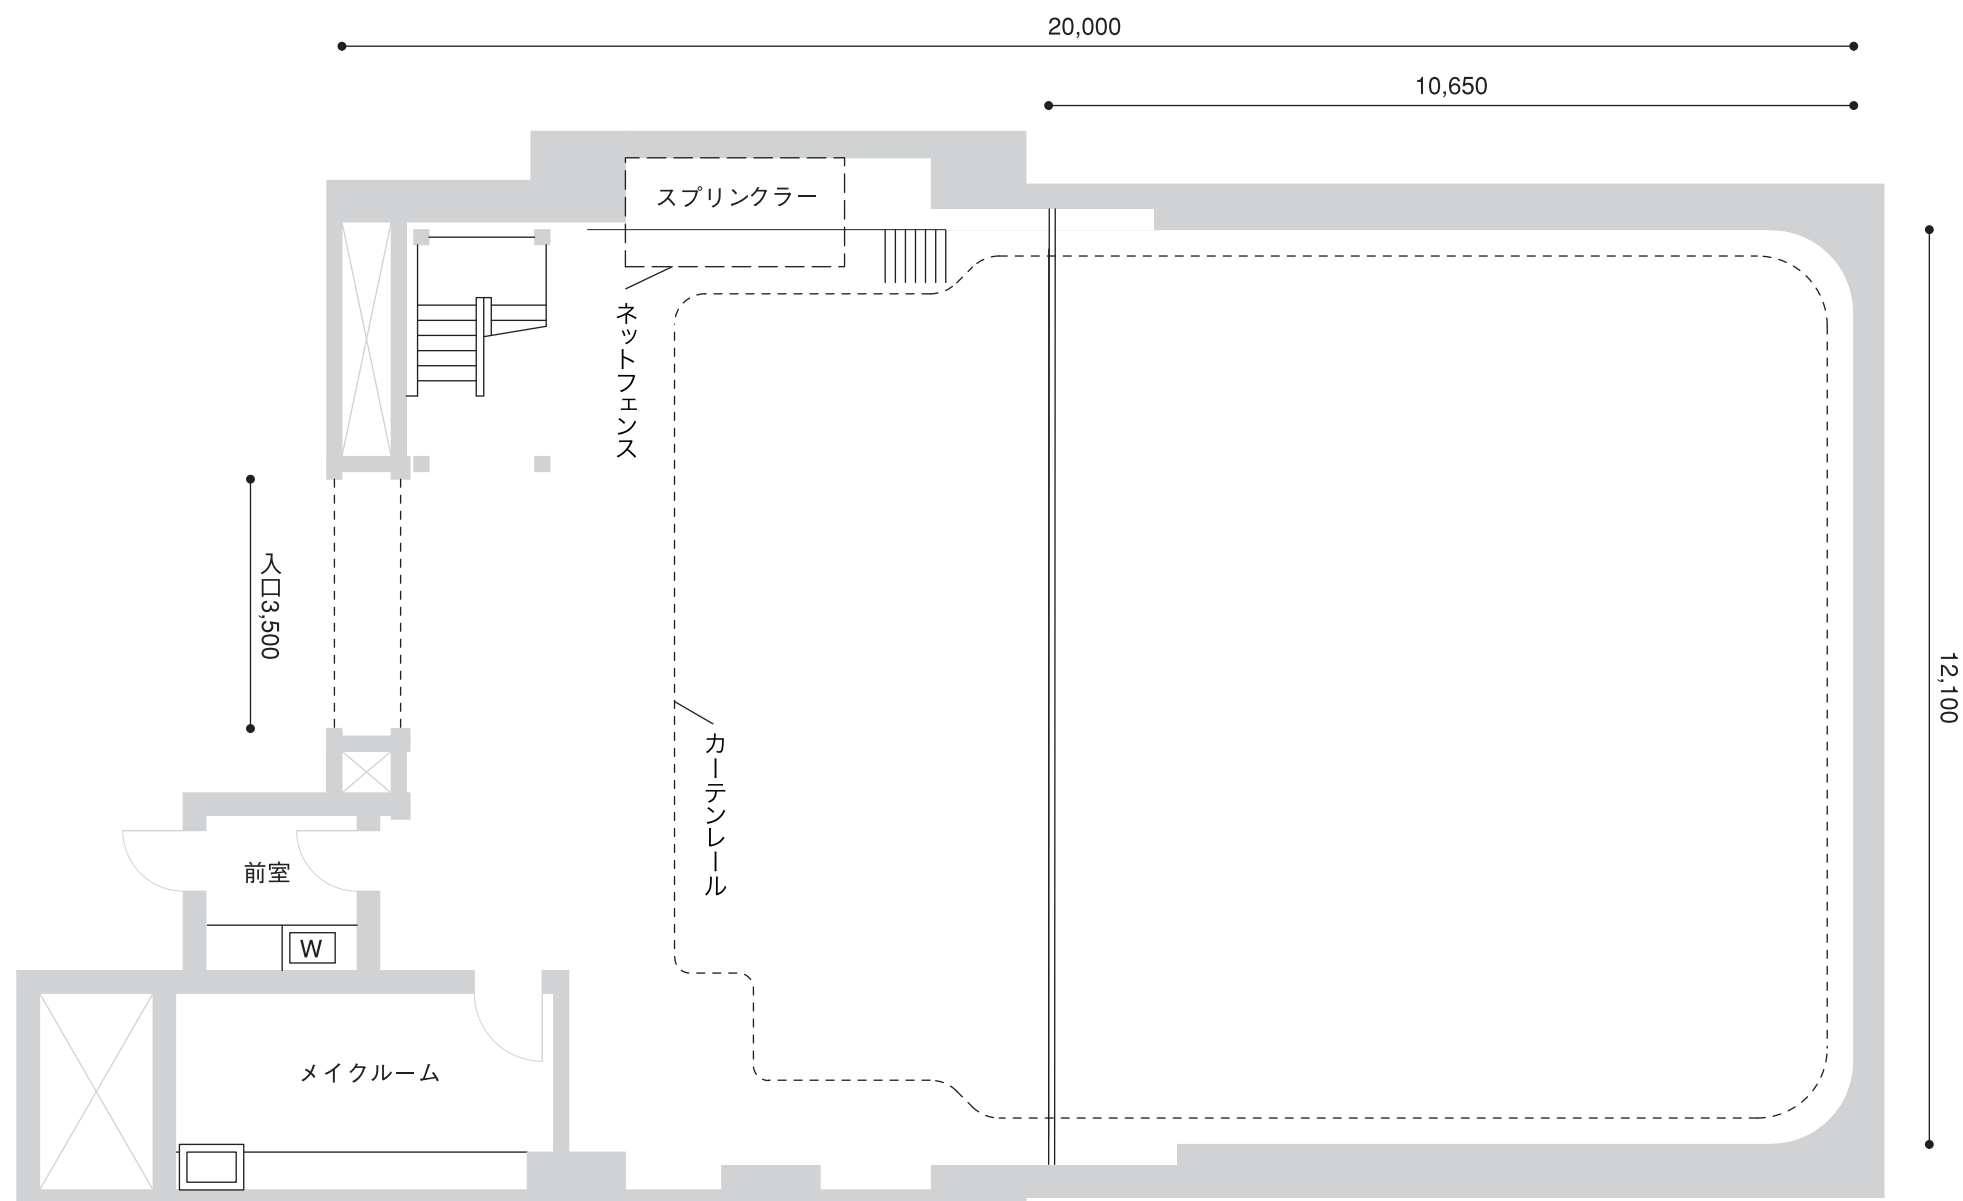 20,000
10,650
スプリンクラー
ネットフェンス
入口3,500
12,100
カーテンレール
前室
W
メイクルーム